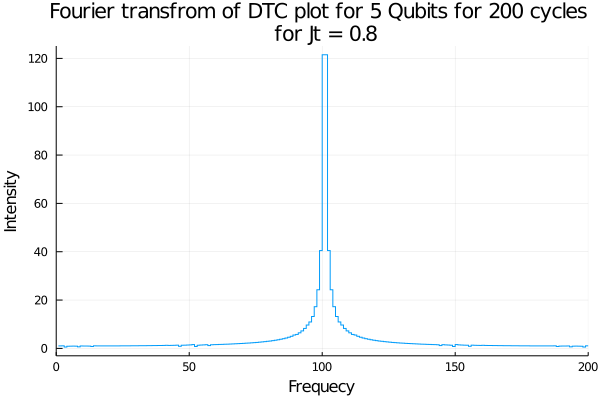 Fourier transfrom of DTC plot for 5 Qubits for 200 cycles
for Jt = 0.8
120
100
80
60
40
20
0
Intensity
0 50 100 150 200
Frequecy